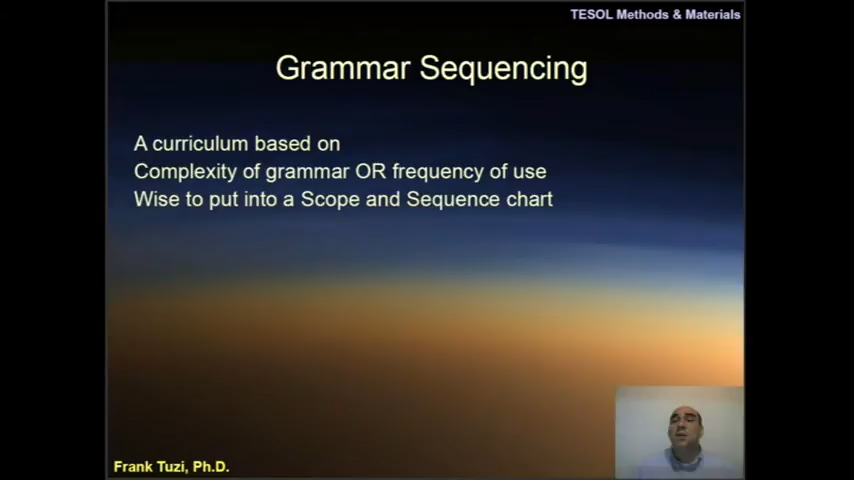 TESOL Methods & Materials
Grammar Sequencing
A curriculum based on
Complexity of grammar OR frequency of use
Wise to put into a Scope and Sequence chart
Frank Tuzi, Ph.D.